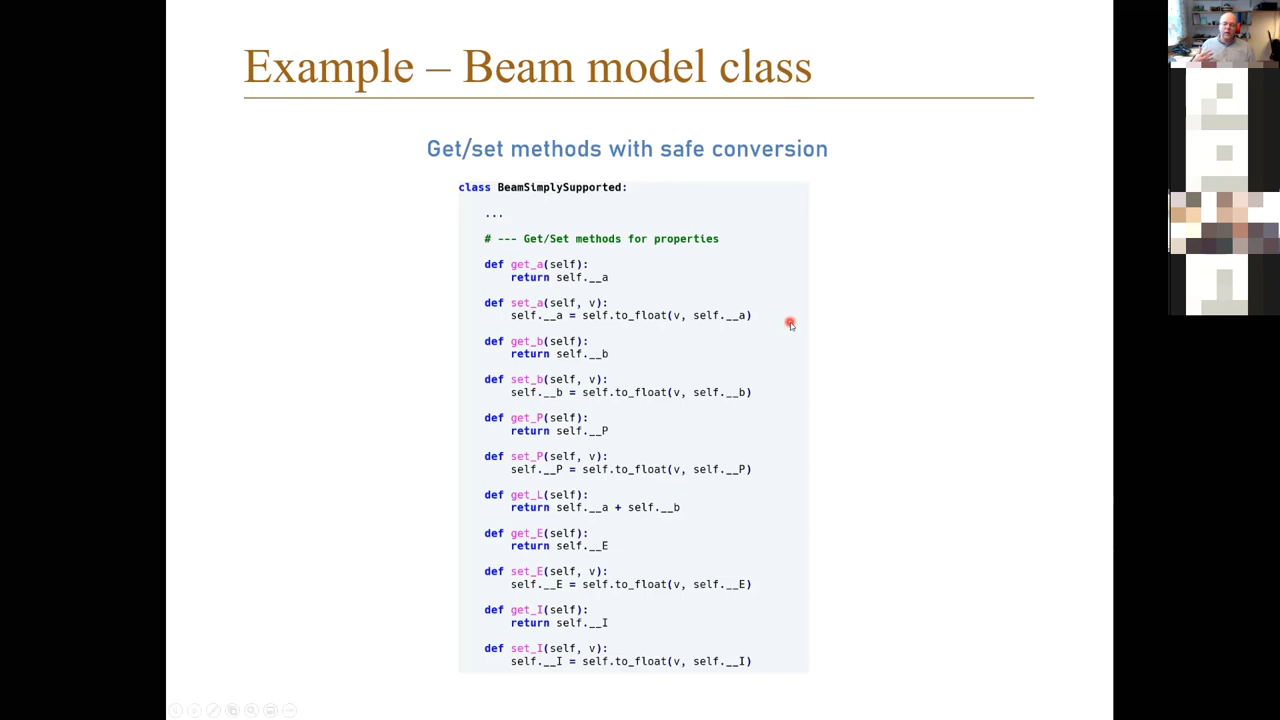 Example – Beam model class
Get/set methods with safe conversion
class BeamSimplySupported:
...
# --- Get/Set methods for properties
def get_a(self):
return self.__a
def set_a(self, v):
self.__a = self.to_float(v, self.__a)
def get_b(self):
return self.__b
def set_b(self, v):
self.__b = self.to_float(v, self.__b)
def get_P(self):
return self.__P
def set_P(self, v):
self.__P = self.to_float(v, self.__P)
def get_L(self):
return self.__a + self.__b
def get_E(self):
return self.__E
def set_E(self, v):
self.__E = self.to_float(v, self.__E)
def get_I(self):
return self.__I
def set_I(self, v):
self.__I = self.to_float(v, self.__I)